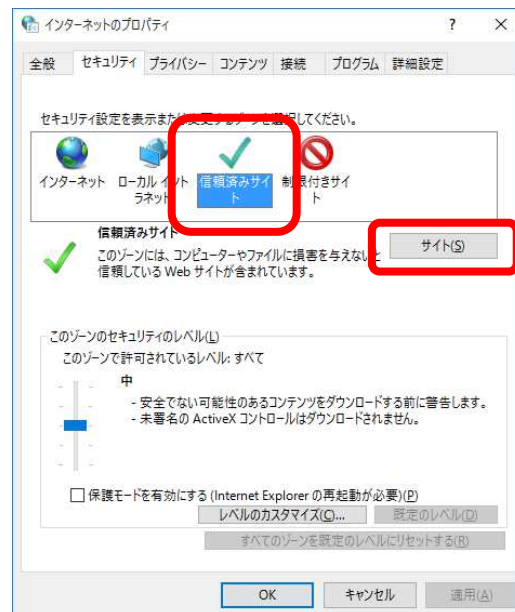 インターネットのプロパティ ? ×
全般 セキュリティ プライバシー コンテンツ 接続 プログラム 詳細設定
セキュリティ設定を表示または変更するゾーンを選択してください。
インターネット ローカル イントラネット 信頼済みサイト 制限付きサイト
信頼済みサイト
サイト(S)
このゾーンには、コンピューターやファイルに損害を与えないと
信頼している Web サイトが含まれています。
このゾーンのセキュリティのレベル(L)
このゾーンで許可されているレベル: すべて
中
- 安全でない可能性のあるコンテンツをダウンロードする前に警告します。
- 未署名の ActiveX コントロールはダウンロードされません。
保護モードを有効にする (Internet Explorer の再起動が必要)(P)
レベルのカスタマイズ(C)... 既定のレベル(D)
すべてのゾーンを既定のレベルにリセットする(R)
OK キャンセル 適用(A)